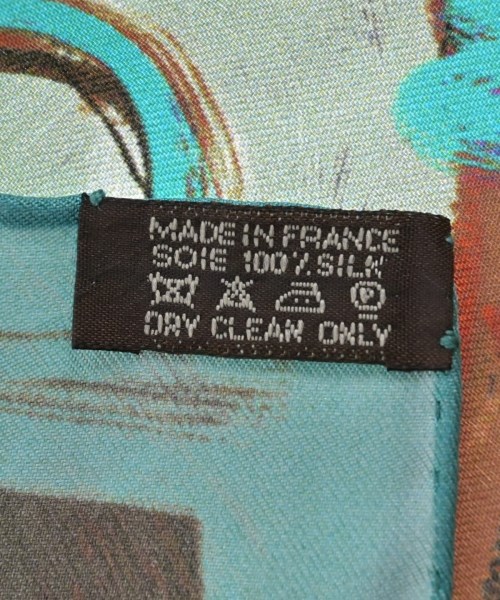 MADE IN FRANCE
SOIE 100% SILK
P
DRY CLEAN ONLY